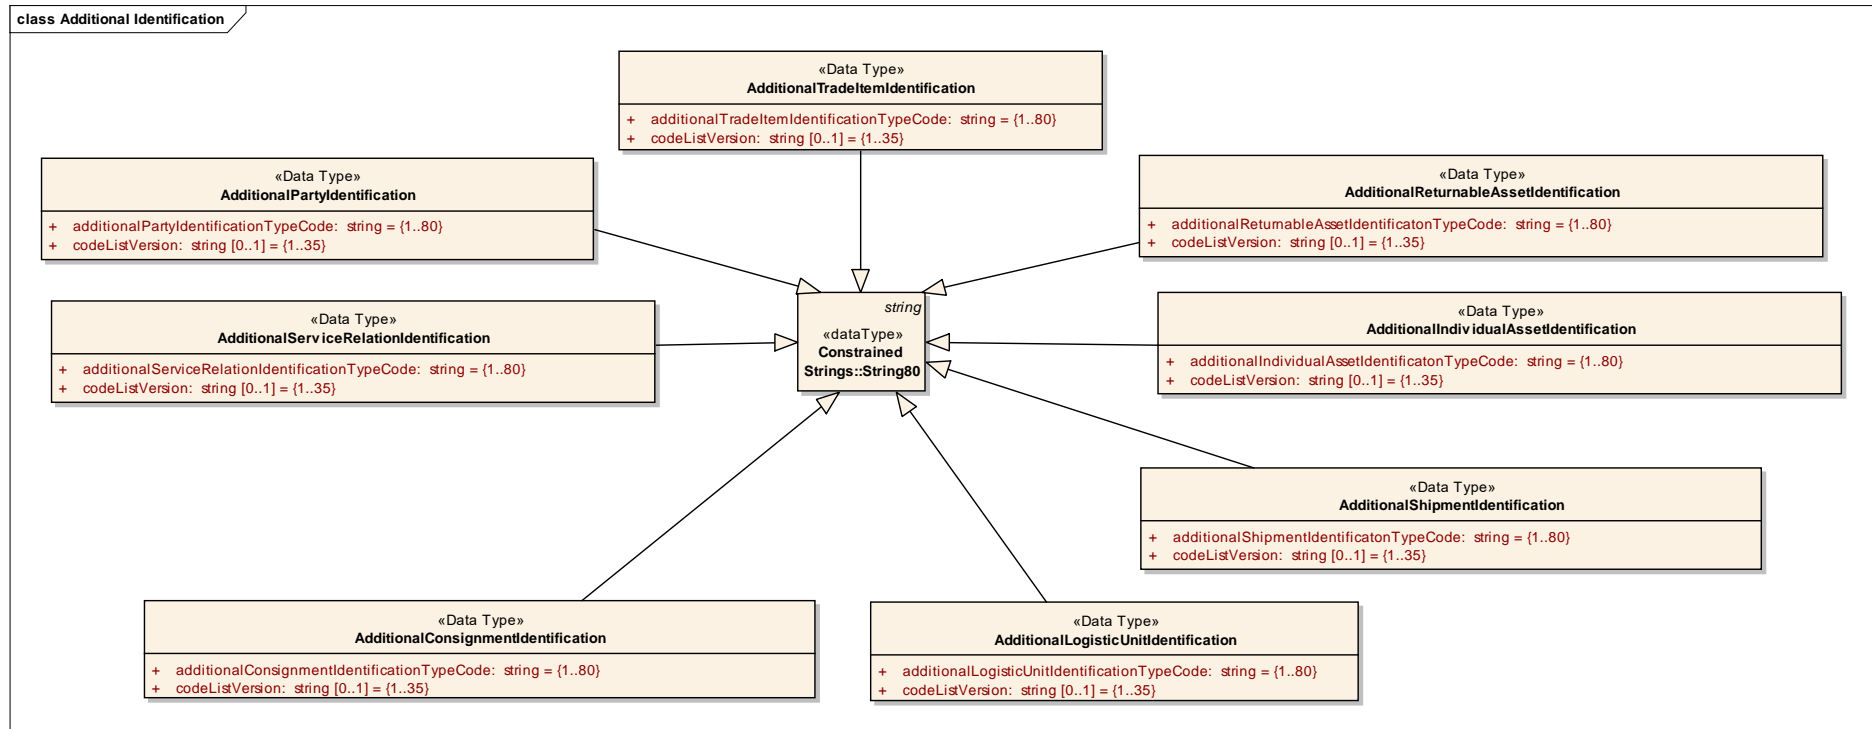 class Additional Identification
«Data Type»
AdditionalTradeItemIdentification
+ additionalTradeItemIdentificationTypeCode: string = {1..80}
+ codeListVersion: string [0..1] = {1..35}
«Data Type»
AdditionalPartyIdentification
+ additionalPartyIdentificationTypeCode: string = {1..80}
+ codeListVersion: string [0..1] = {1..35}
«Data Type»
AdditionalReturnableAssetIdentification
+ additionalReturnableAssetIdentificatonTypeCode: string = {1..80}
+ codeListVersion: string [0..1] = {1..35}
«Data Type»
AdditionalServiceRelationIdentification
+ additionalServiceRelationIdentificationTypeCode: string = {1..80}
+ codeListVersion: string [0..1] = {1..35}
string
«dataType»
Constrained
Strings::String80
«Data Type»
AdditionalIndividualAssetIdentification
+ additionalIndividualAssetIdentificatonTypeCode: string = {1..80}
+ codeListVersion: string [0..1] = {1..35}
«Data Type»
AdditionalShipmentIdentification
+ additionalShipmentIdentificatonTypeCode: string = {1..80}
+ codeListVersion: string [0..1] = {1..35}
«Data Type»
AdditionalConsignmentIdentification
+ additionalConsignmentIdentificationTypeCode: string = {1..80}
+ codeListVersion: string [0..1] = {1..35}
«Data Type»
AdditionalLogisticUnitIdentification
+ additionalLogisticUnitIdentificationTypeCode: string = {1..80}
+ codeListVersion: string [0..1] = {1..35}